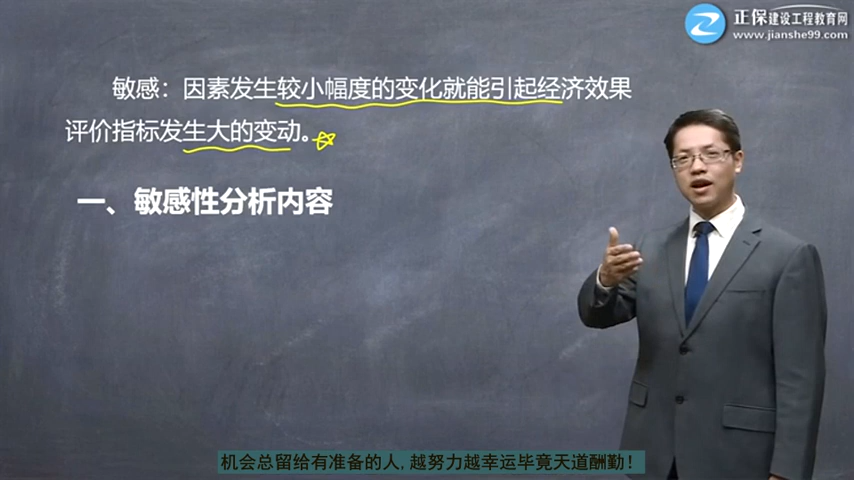 正保建设工程教育网
www.jianshe99.com
敏感：因素发生较小幅度的变化就能引起经济效果
评价指标发生大的变动。
一、敏感性分析内容
机会总留给有准备的人,越努力越幸运毕竟天道酬勤!